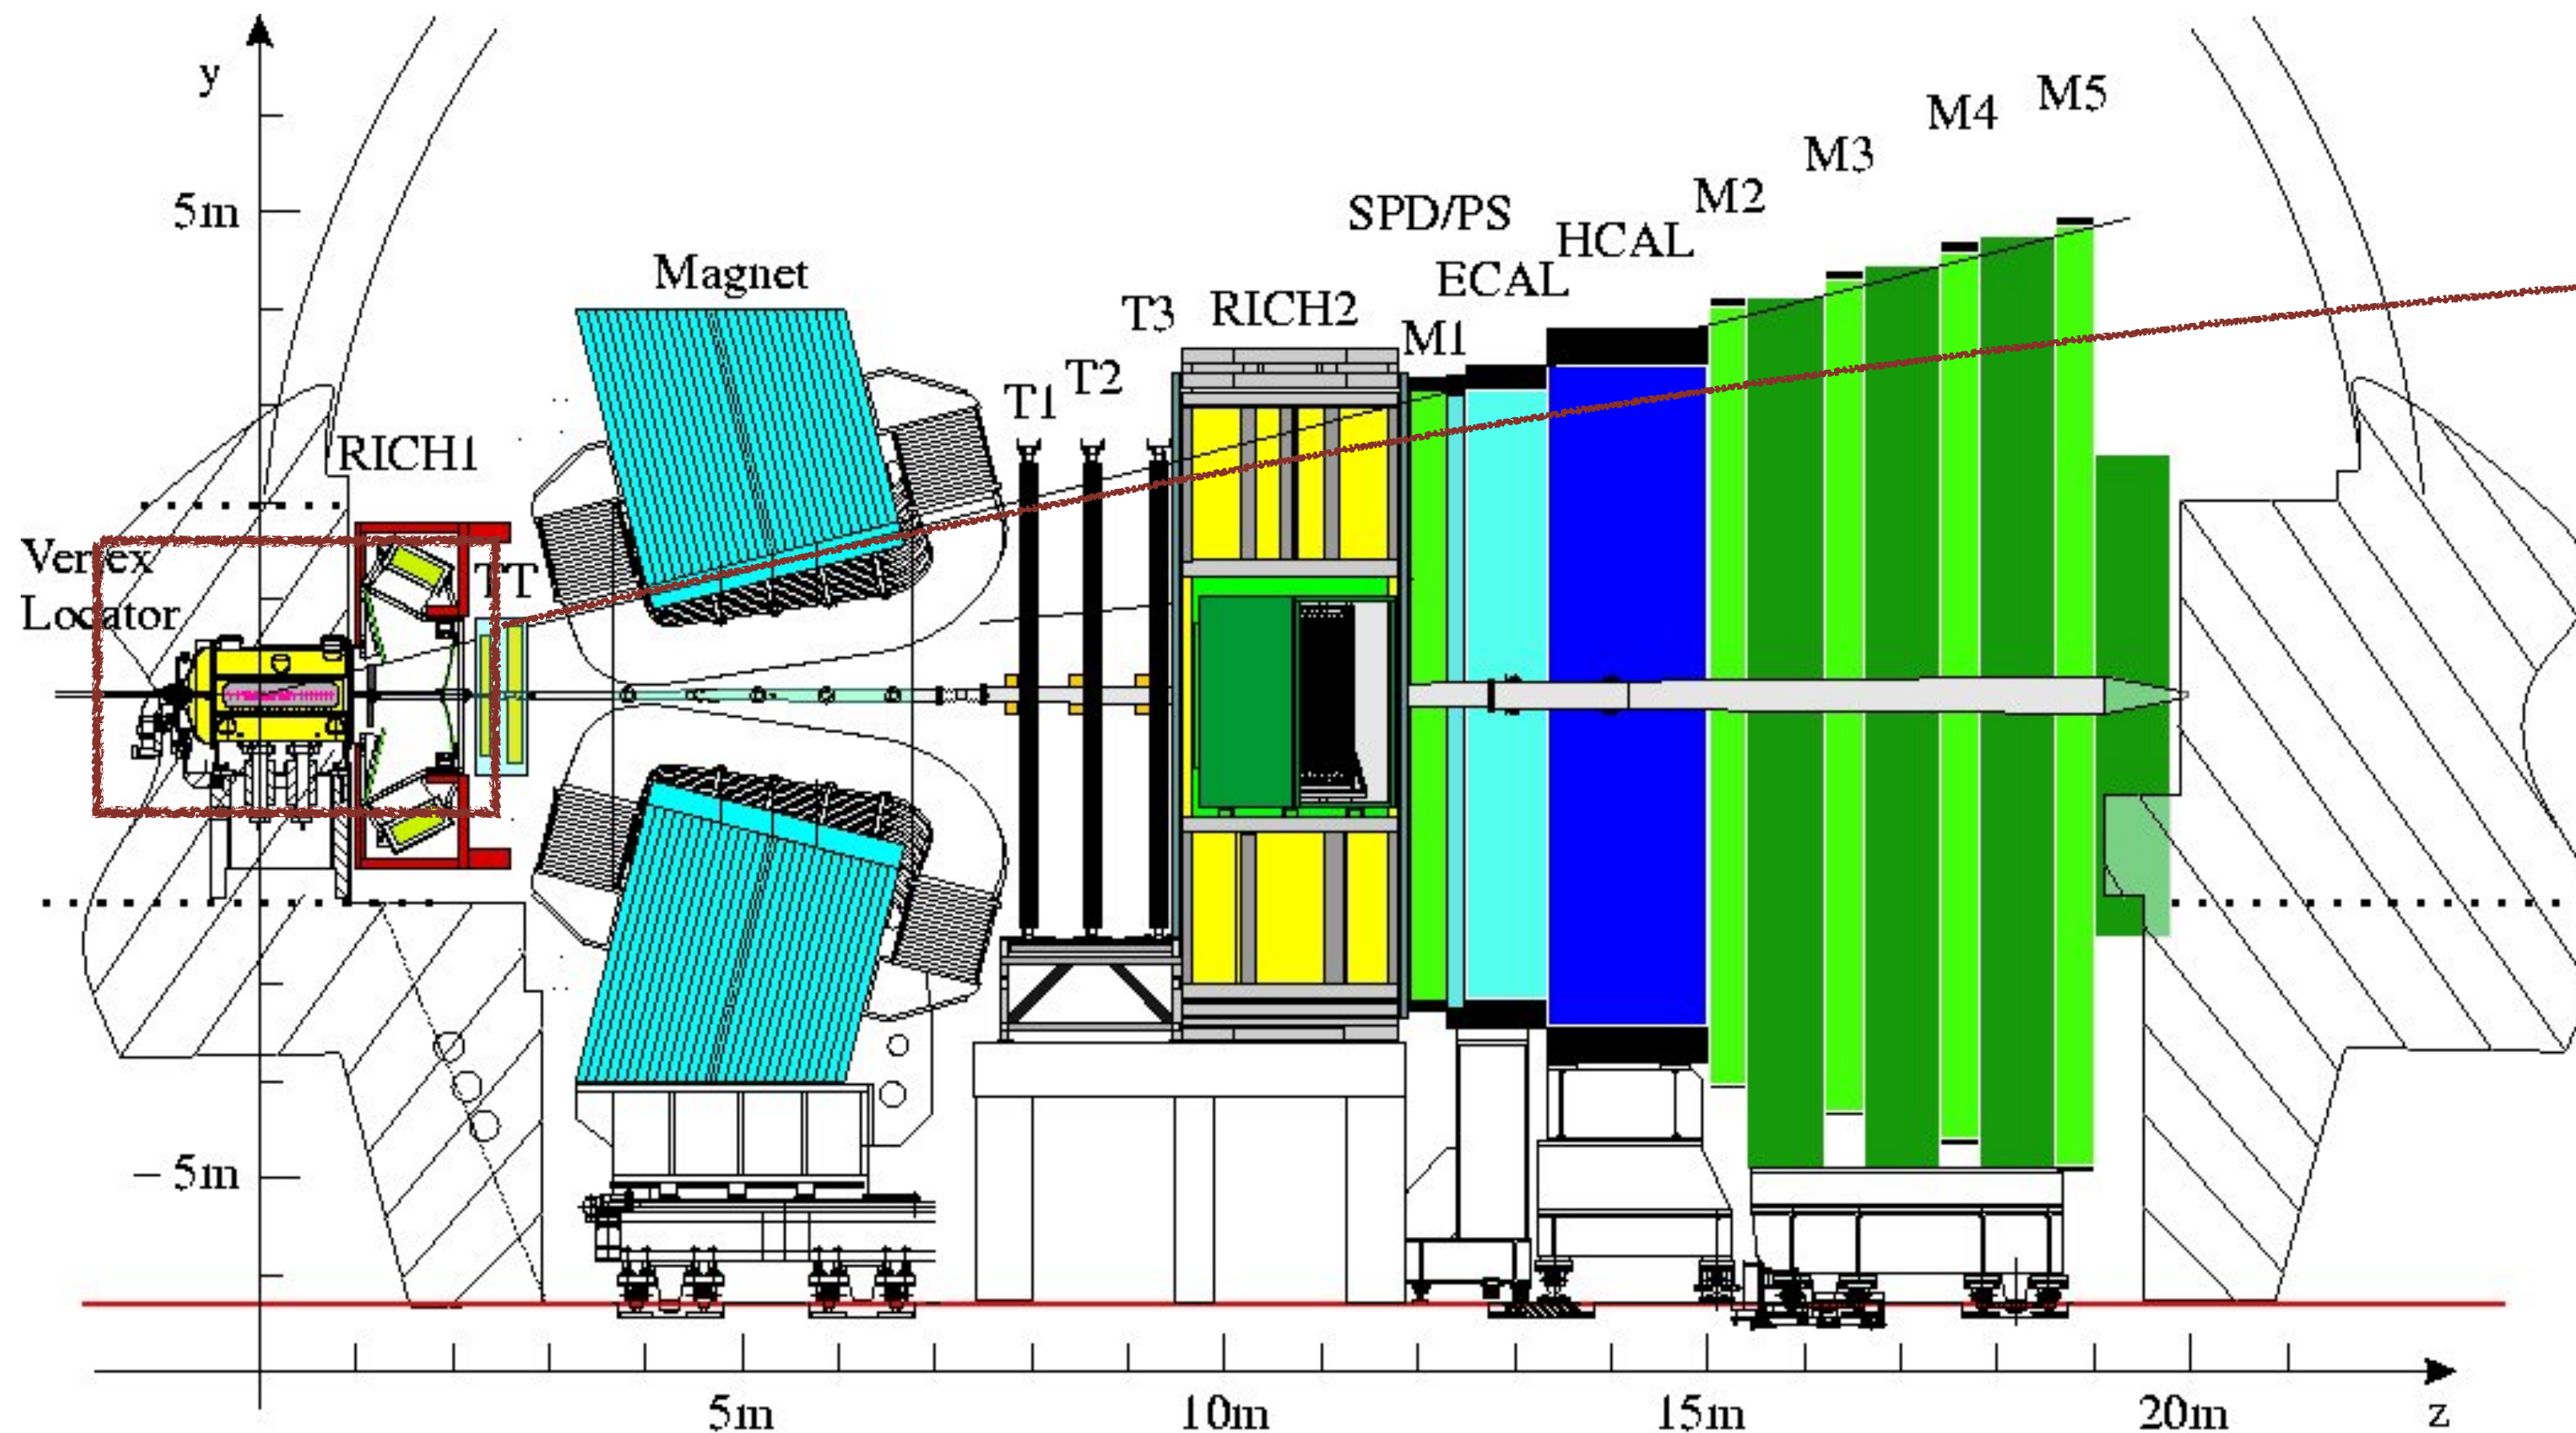 y
5m
Vertex
Locator
RICH1
TT
Magnet
T1
T2
T3
RICH2
M1
SPD/PS
ECAL
HCAL
M2
M3
M4
M5
– 5m
5m
10m
15m
20m
z